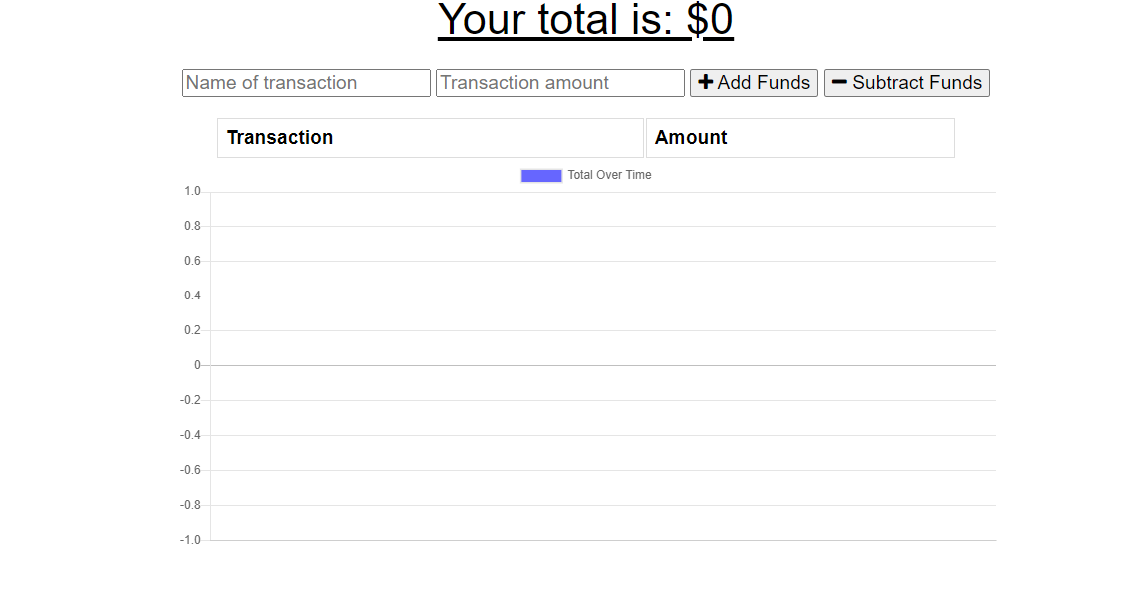 Your total is: $0
Name of transaction Transaction amount Add Funds Subtract Funds
Transaction Amount
Total Over Time
1.0
0.8
0.6
0.4
0.2
0
-0.2
-0.4
-0.6
-0.8
-1.0